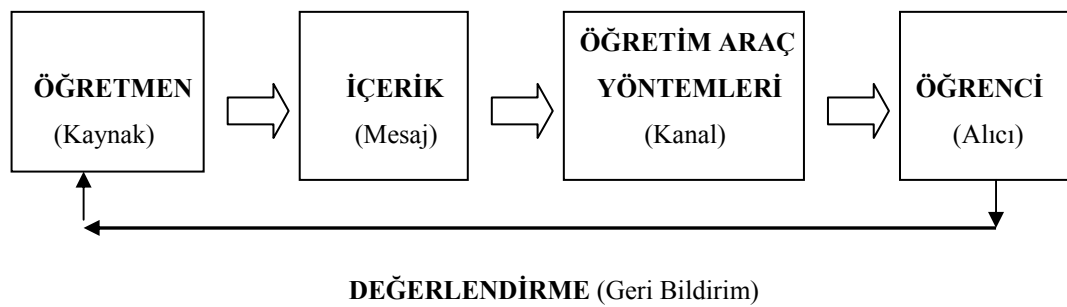 ÖĞRETMEN
(Kaynak)
İÇERİK
(Mesaj)
ÖĞRETİM ARAÇ
YÖNTEMLERİ
(Kanal)
ÖĞRENCİ
(Alıcı)
DEĞERLENDİRME (Geri Bildirim)